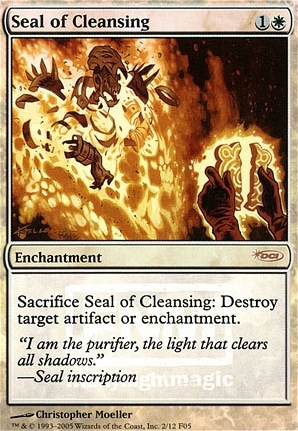 Seal of Cleansing 1
DCI
Enchantment
Sacrifice Seal of Cleansing: Destroy
target artifact or enchantment.
"I am the purifier, the light that clears
all shadows."
—Seal inscription
Christopher Moeller
™ & © 1993–2005 Wizards of the Coast, Inc. 2/12 F05